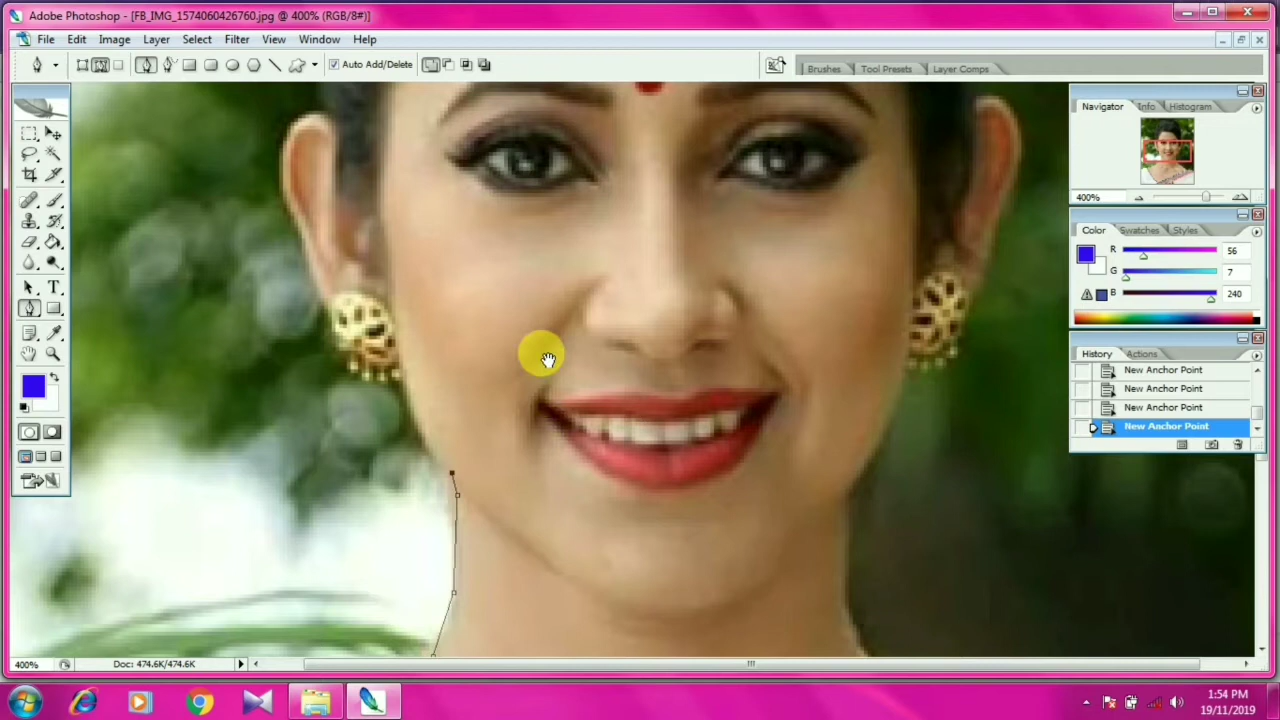 Adobe Photoshop - [FB_IMG_1574060426760.jpg @ 400% (RGB/8#)]
File Edit Image Layer Select Filter View Window Help
Auto Add/Delete
Brushes Tool Presets Layer Comps
Navigator Info Histogram
400%
Color Swatches Styles
R 56
G 7
B 240
T
History Actions
New Anchor Point
New Anchor Point
New Anchor Point
New Anchor Point
400% Doc: 474.6K/474.6K
1:54 PM
19/11/2019